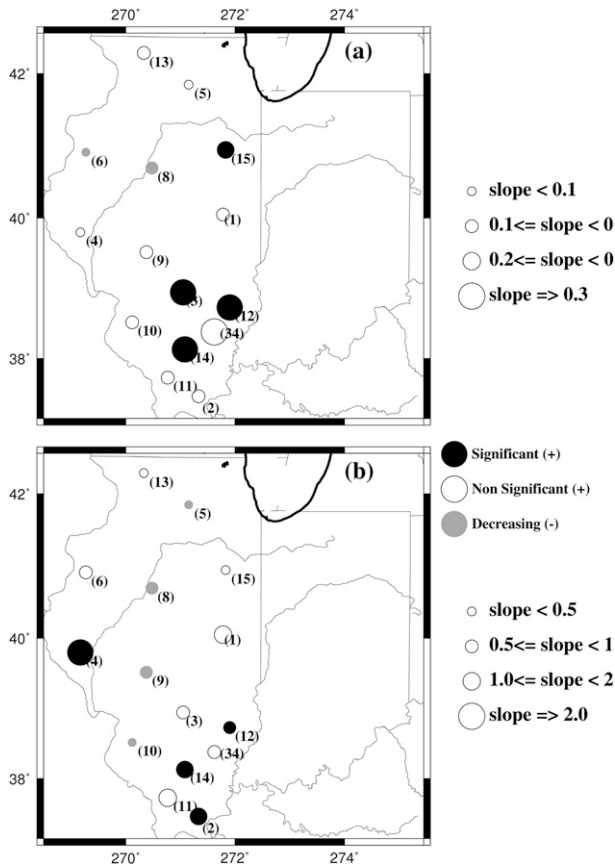 270° 272° 274°
(a)
42°
(13)
(5)
(15)
(6)
(8)
(1)
40°
(4)
(9)
(3)
(12)
(10)
(34)
(14)
38°
(11)
(2)
slope < 0.1
0.1<= slope < 0
0.2<= slope < 0
slope => 0.3
Significant (+)
Non Significant (+)
Decreasing (-)
(b)
42°
(13)
(5)
(15)
(6)
(8)
(1)
40°
(4)
(9)
(3)
(12)
(10)
(34)
(14)
38°
(11)
(2)
slope < 0.5
0.5<= slope < 1
1.0<= slope < 2
slope => 2.0
270° 272° 274°